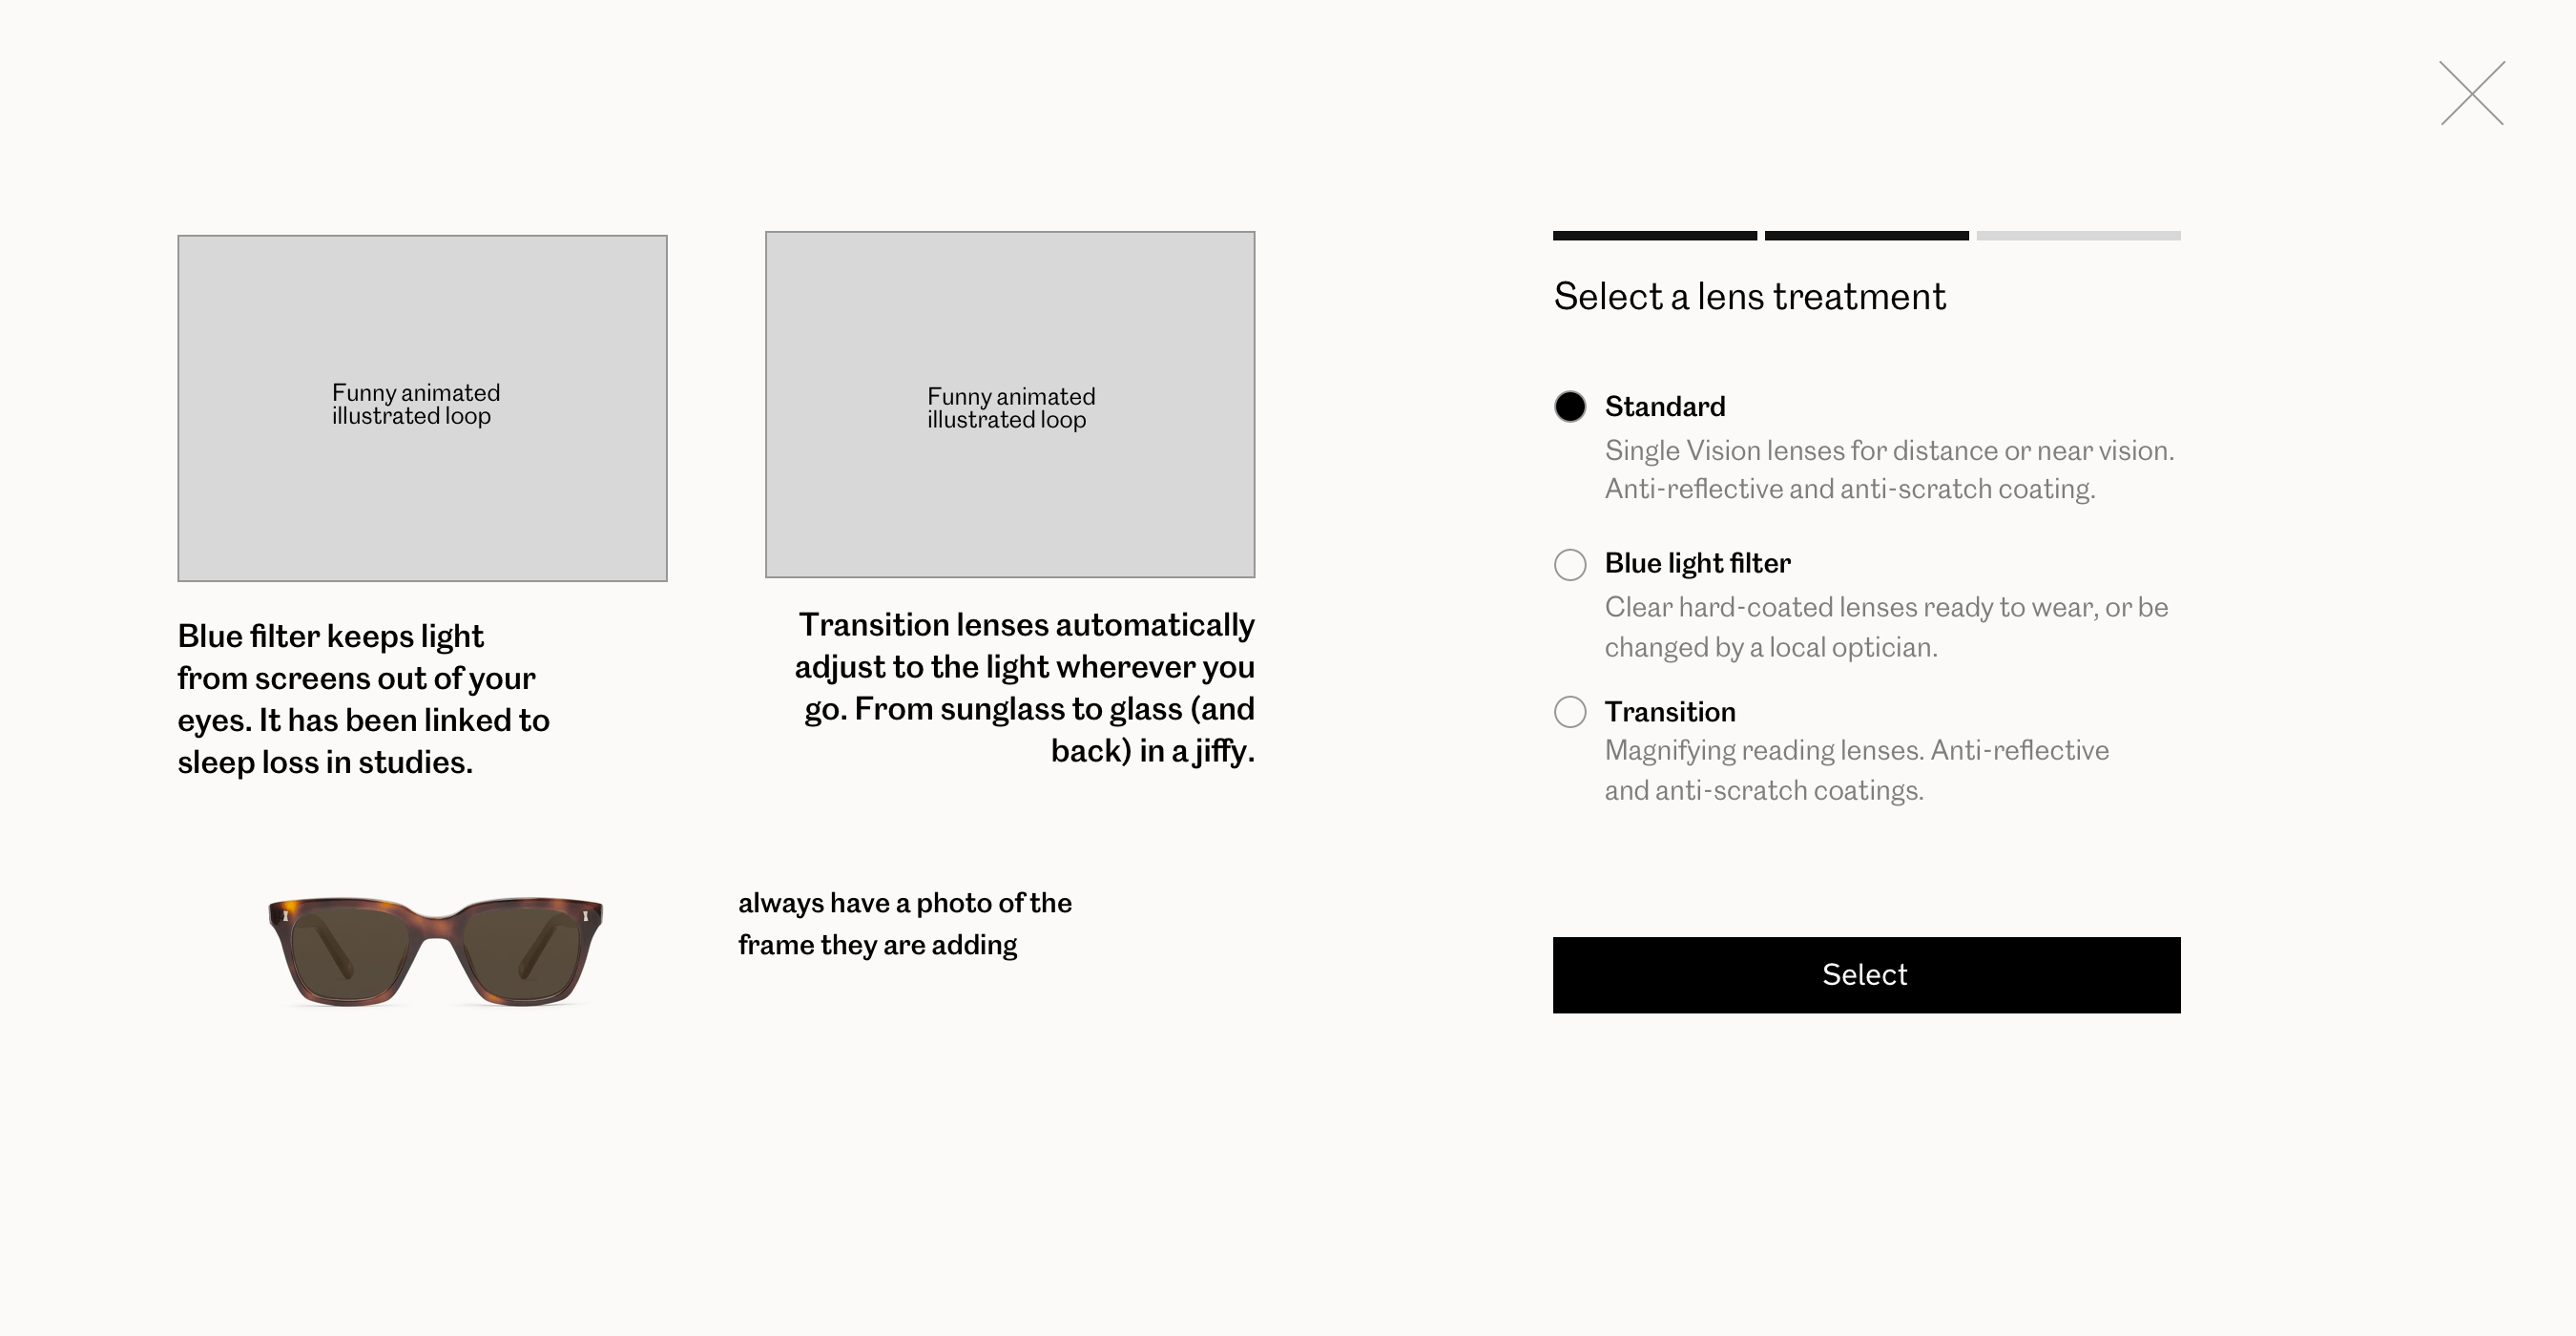 Funny animated
illustrated loop
Blue filter keeps light
from screens out of your
eyes. It has been linked to
sleep loss in studies.
Funny animated
illustrated loop
Transition lenses automatically
adjust to the light wherever you
go. From sunglass to glass (and
back) in a jiffy.
always have a photo of the
frame they are adding
Select a lens treatment
Standard
Single Vision lenses for distance or near vision.
Anti-reflective and anti-scratch coating.
Blue light filter
Clear hard-coated lenses ready to wear, or be
changed by a local optician.
Transition
Magnifying reading lenses. Anti-reflective
and anti-scratch coatings.
Select